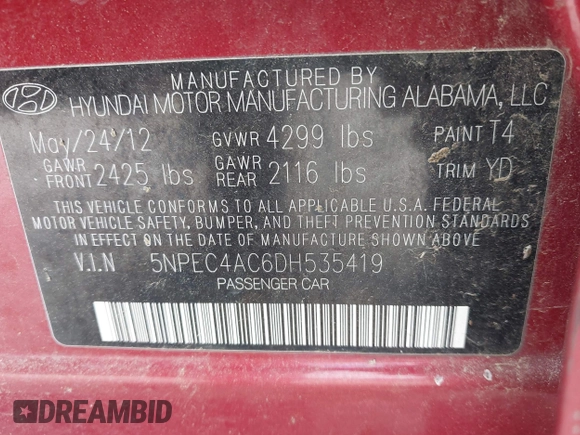 MANUFACTURED BY
HYUNDAI MOTOR MANUFACTURING ALABAMA, LLC
May/24/12 GVWR 4299 lbs PAINT T4
GAWR FRONT 2425 lbs GAWR REAR 2116 lbs TRIM YD
THIS VEHICLE CONFORMS TO ALL APPLICABLE U.S.A. FEDERAL
MOTOR VEHICLE SAFETY, BUMPER, AND THEFT PREVENTION STANDARDS
IN EFFECT ON THE DATE OF MANUFACTURE SHOWN ABOVE.
V.I.N 5NPEC4AC6DH535419
PASSENGER CAR
DREAMBID